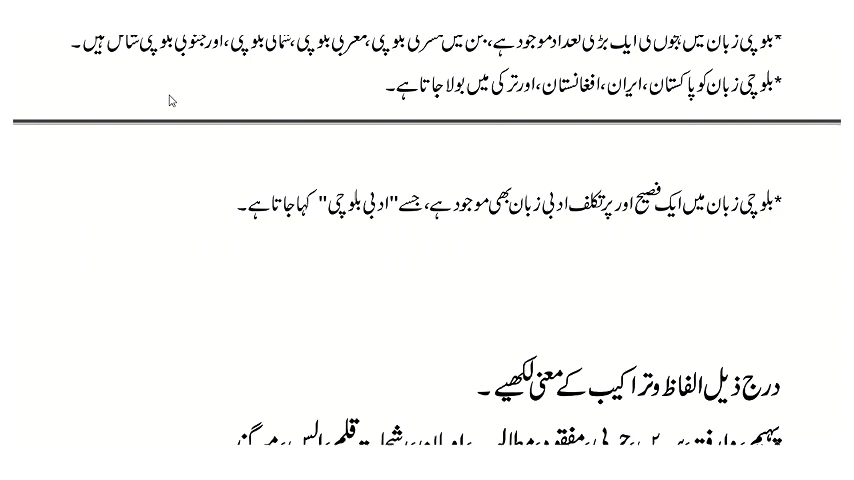 *بلوچی زبان میں لہجوں کی ایک بڑی تعداد موجود ہے، جن میں مشرقی بلوچی، مغربی بلوچی، شمالی بلوچی، اور جنوبی بلوچی شامل ہیں۔
*بلوچی زبان کو پاکستان، ایران، افغانستان، اور ترکی میں بولا جاتا ہے۔
*بلوچی زبان میں ایک فصیح اور پر تکلف ادبی زبان بھی موجود ہے، جسے "ادبی بلوچی" کہا جاتا ہے۔
درج ذیل الفاظ و تراکیب کے معنی لکھیے ۔
پیہم